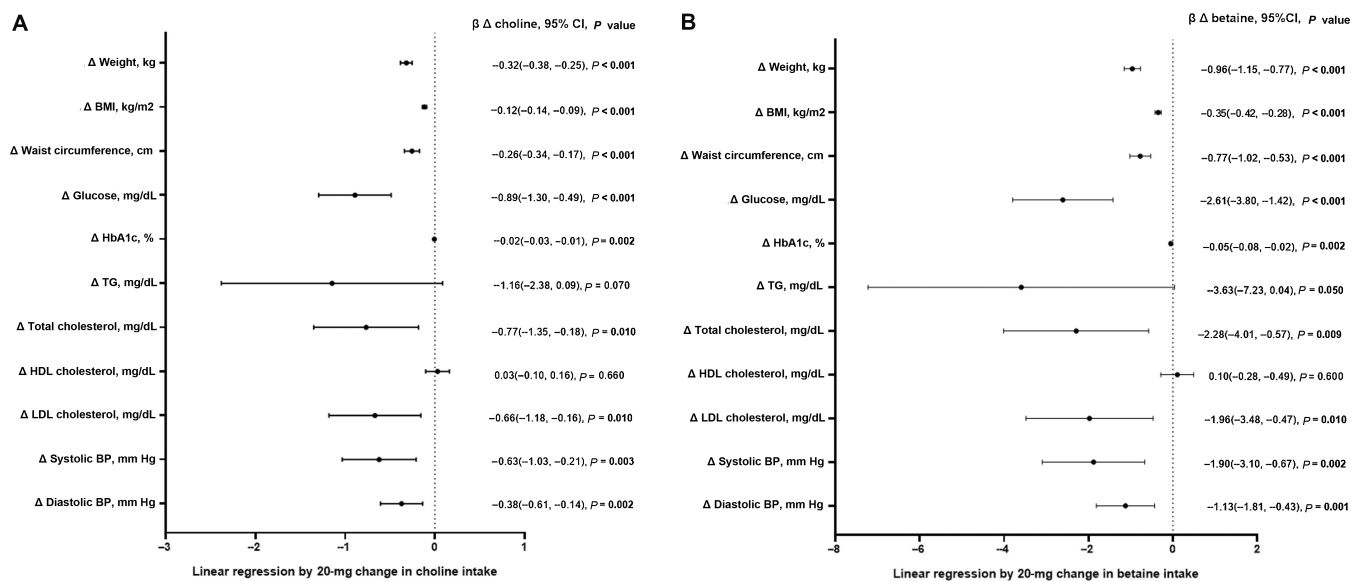 A
β Δ choline, 95% CI, P value
Δ Weight, kg
--0.32(--0.38, --0.25), P < 0.001
Δ BMI, kg/m2
--0.12(--0.14, --0.09), P < 0.001
Δ Waist circumference, cm
--0.26(--0.34, --0.17), P < 0.001
Δ Glucose, mg/dL
--0.89(--1.30, --0.49), P < 0.001
Δ HbA1c, %
--0.02(--0.03, --0.01), P = 0.002
Δ TG, mg/dL
--1.16(--2.38, 0.09), P = 0.070
Δ Total cholesterol, mg/dL
--0.77(--1.35, --0.18), P = 0.010
Δ HDL cholesterol, mg/dL
0.03(--0.10, 0.16), P = 0.660
Δ LDL cholesterol, mg/dL
--0.66(--1.18, --0.16), P = 0.010
Δ Systolic BP, mm Hg
--0.63(--1.03, --0.21), P = 0.003
Δ Diastolic BP, mm Hg
--0.38(--0.61, --0.14), P = 0.002
--3 --2 --1 0 1
Linear regression by 20-mg change in choline intake
B
β Δ betaine, 95%CI, P value
Δ Weight, kg
--0.96(--1.15, --0.77), P < 0.001
Δ BMI, kg/m2
--0.35(--0.42, --0.28), P < 0.001
Δ Waist circumference, cm
--0.77(--1.02, --0.53), P < 0.001
Δ Glucose, mg/dL
--2.61(--3.80, --1.42), P < 0.001
Δ HbA1c, %
--0.05(--0.08, --0.02), P = 0.002
Δ TG, mg/dL
--3.63(--7.23, 0.04), P = 0.050
Δ Total cholesterol, mg/dL
--2.28(--4.01, --0.57), P = 0.009
Δ HDL cholesterol, mg/dL
0.10(--0.28, --0.49), P = 0.600
Δ LDL cholesterol, mg/dL
--1.96(--3.48, --0.47), P = 0.010
Δ Systolic BP, mm Hg
--1.90(--3.10, --0.67), P = 0.002
Δ Diastolic BP, mm Hg
--1.13(--1.81, --0.43), P = 0.001
--8 --6 --4 --2 0 2
Linear regression by 20-mg change in betaine intake